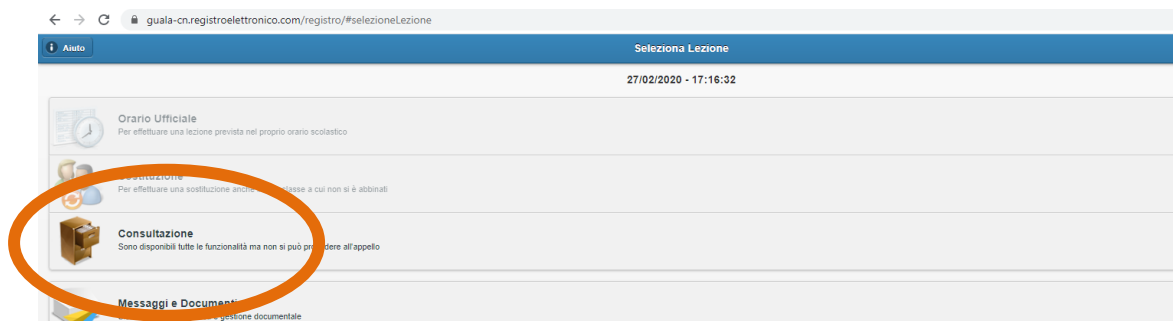 guala-cn.registroelettronico.com/registro/#selezioneLezione
Aiuto
Seleziona Lezione
27/02/2020 - 17:16:32
Orario Ufficiale
Per effettuare una lezione prevista nel proprio orario scolastico
Sostituzione
Per effettuare una sostituzione anche classe a cui non si è abbinati
Consultazione
Sono disponibili tutte le funzionalità ma non si può procedere all'appello
Messaggi e Documenti
gestione documentale